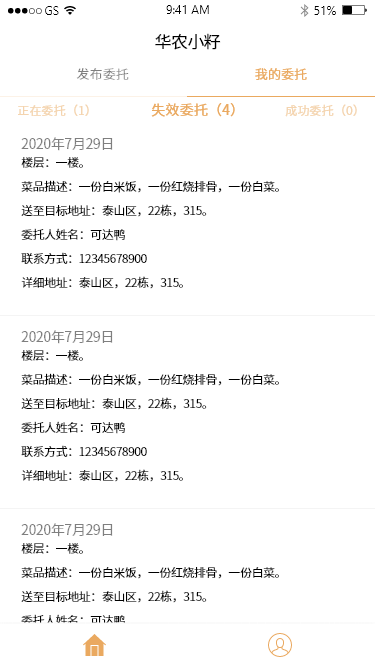 GS 9:41 AM 51%
华农小籽
发布委托 我的委托
正在委托（1） 失效委托（4） 成功委托（0）
2020年7月29日
楼层：一楼。
菜品描述：一份白米饭，一份红烧排骨，一份白菜。
送至目标地址：泰山区，22栋，315。
委托人姓名：可达鸭
联系方式：12345678900
详细地址：泰山区，22栋，315。
2020年7月29日
楼层：一楼。
菜品描述：一份白米饭，一份红烧排骨，一份白菜。
送至目标地址：泰山区，22栋，315。
委托人姓名：可达鸭
联系方式：12345678900
详细地址：泰山区，22栋，315。
2020年7月29日
楼层：一楼。
菜品描述：一份白米饭，一份红烧排骨，一份白菜。
送至目标地址：泰山区，22栋，315。
委托人姓名：可达鸭